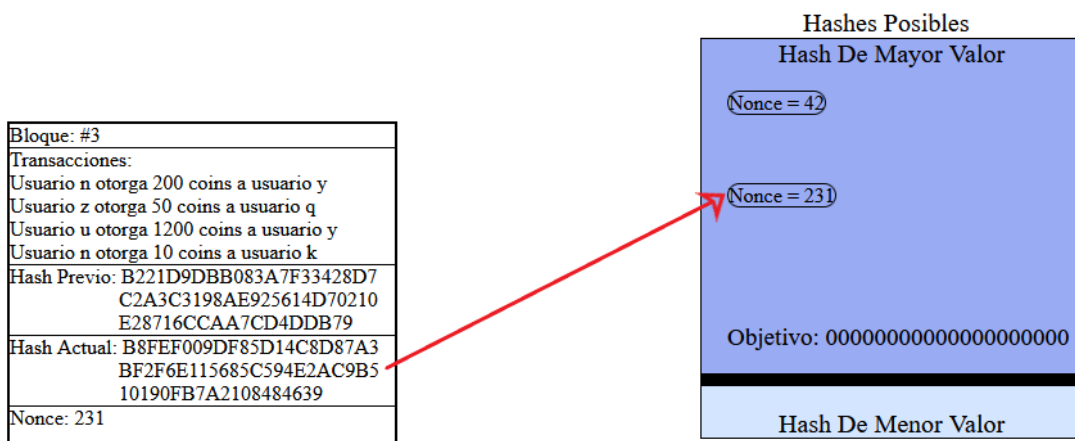 Bloque: #3
Transacciones:
Usuario n otorga 200 coins a usuario y
Usuario z otorga 50 coins a usuario q
Usuario u otorga 1200 coins a usuario y
Usuario n otorga 10 coins a usuario k
Hash Previo: B221D9DBB083A7F33428D7
C2A3C3198AE925614D70210
E28716CCAA7CD4DDB79
Hash Actual: B8FEF009DF85D14C8D87A3
BF2F6E115685C594E2AC9B5
10190FB7A2108484639
Nonce: 231
Hashes Posibles
Hash De Mayor Valor
Nonce = 42
Nonce = 231
Objetivo: 00000000000000000000
Hash De Menor Valor